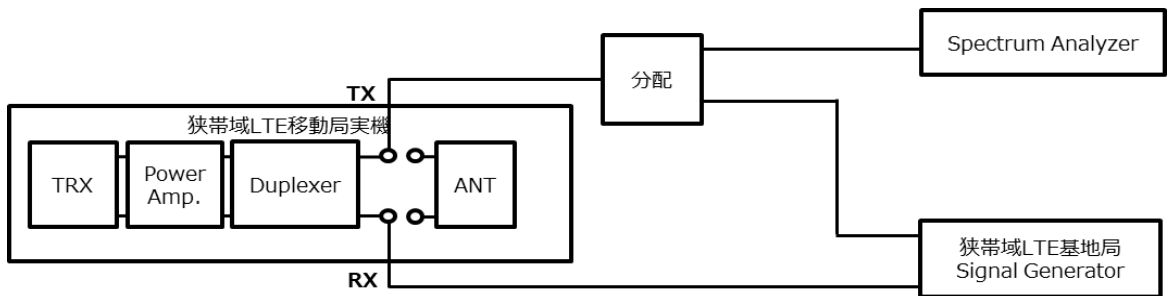 Spectrum Analyzer
分配
TX
狭帯域LTE移動局実機
TRX
Power
Amp.
Duplexer
ANT
狭帯域LTE基地局
Signal Generator
RX